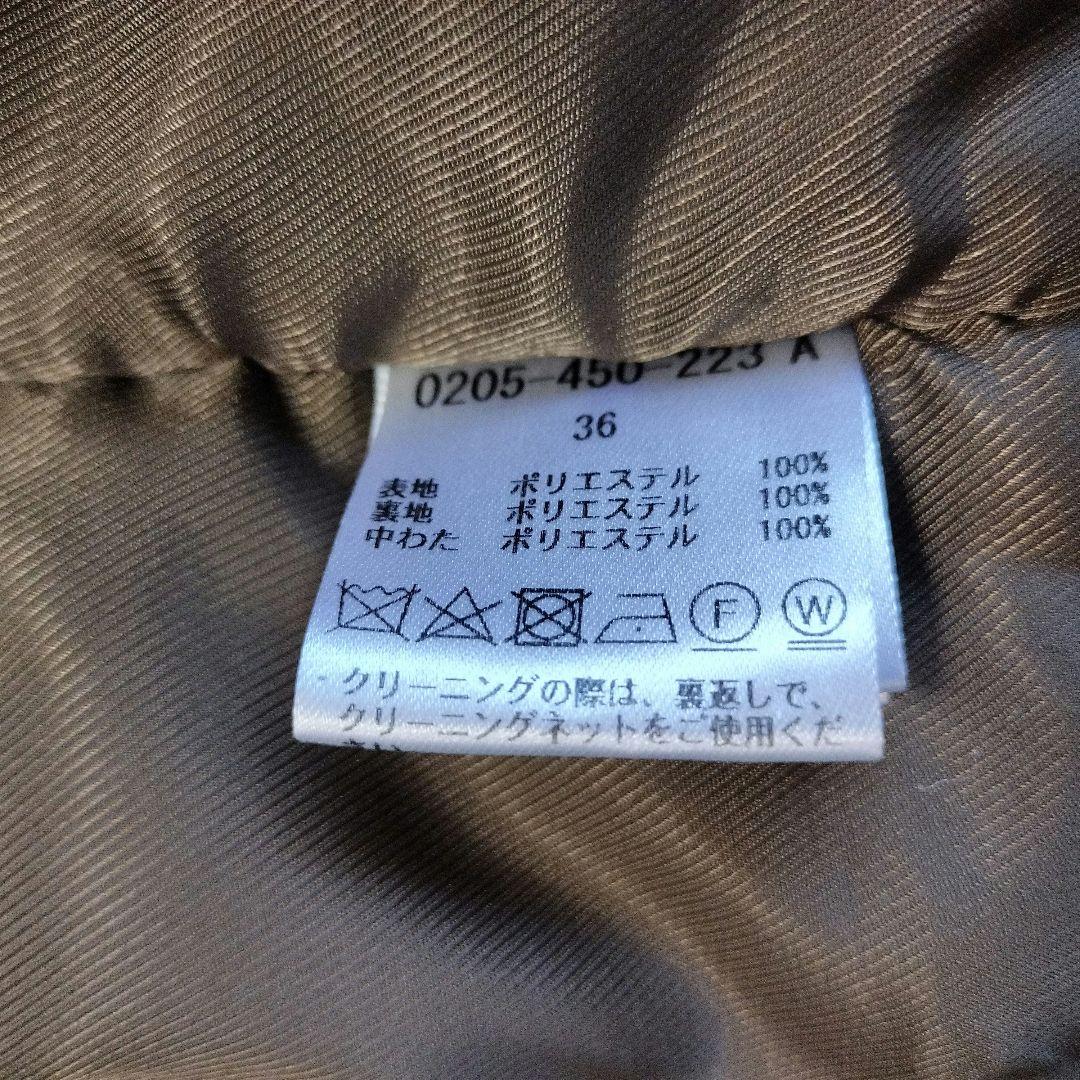 0205-450-223 A
36
表地 ポリエステル 100%
裏地 ポリエステル 100%
中わた ポリエステル 100%
F W
クリーニングの際は、裏返しで、
クリーニングネットをご使用くだ
さい